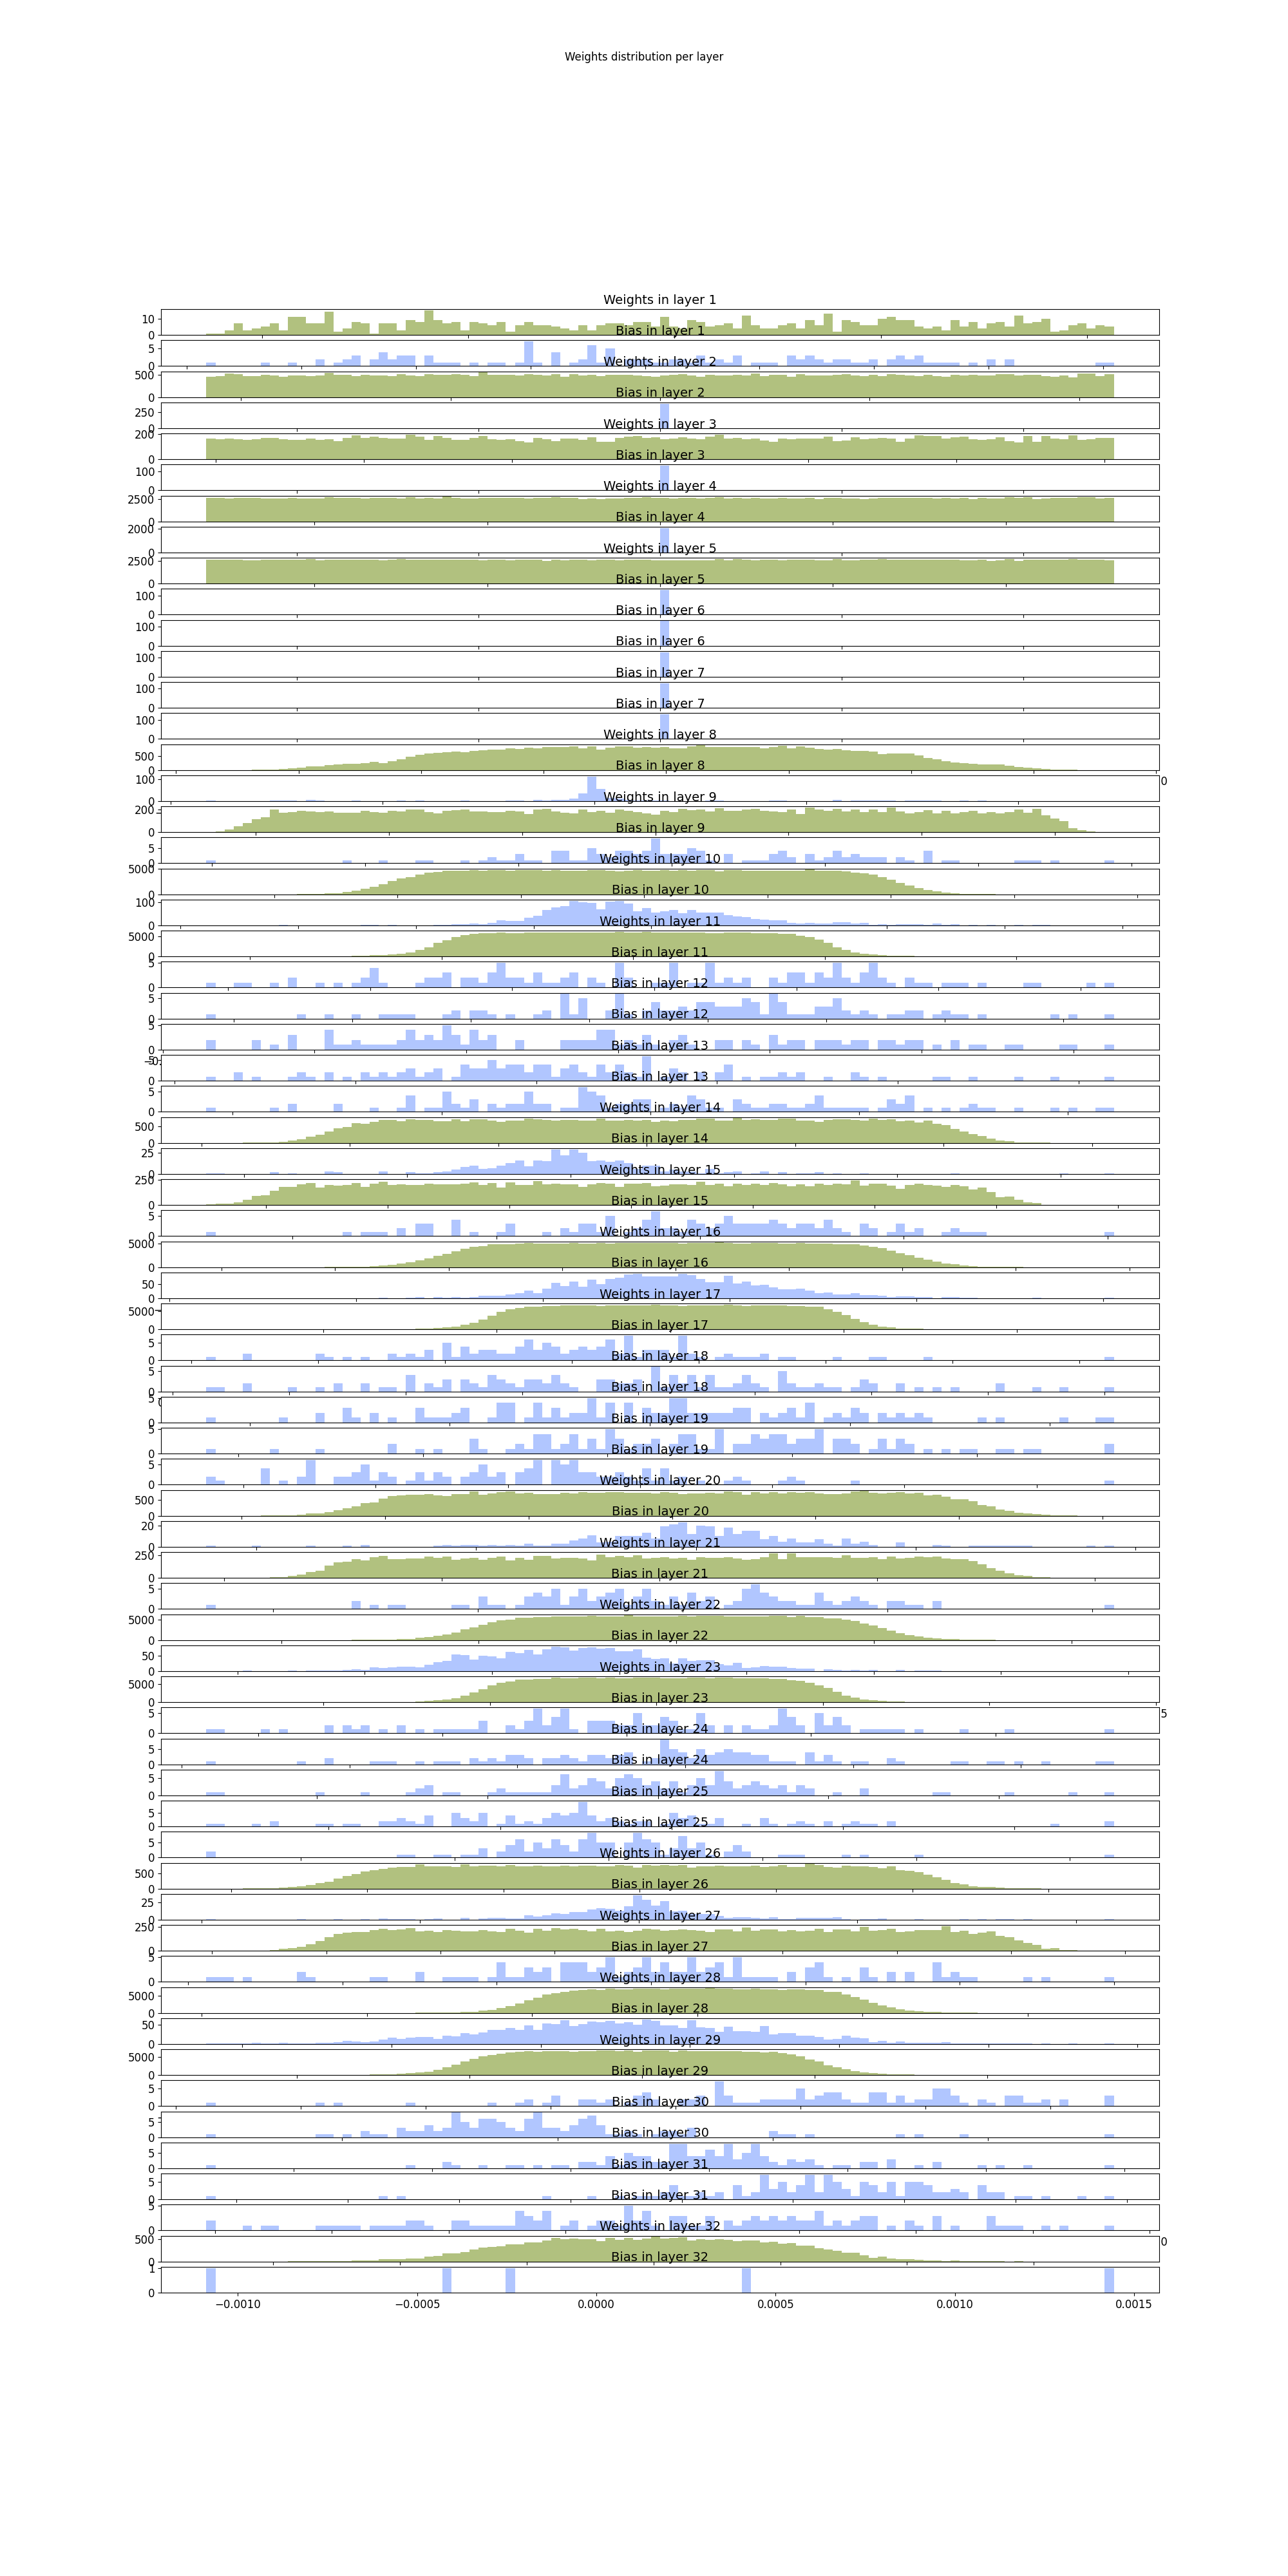 Weights distribution per layer
Weights in layer 1
10
0
Bias in layer 1
5
0
Weights in layer 2
500
0
Bias in layer 2
250
0
Weights in layer 3
200
0
Bias in layer 3
100
0
Weights in layer 4
2500
0
Bias in layer 4
2000
0
Weights in layer 5
2500
0
Bias in layer 5
100
0
Bias in layer 6
100
0
Bias in layer 6
100
0
Bias in layer 7
100
0
Bias in layer 7
100
0
Weights in layer 8
500
0
Bias in layer 8
0
100
0
Weights in layer 9
200
0
Bias in layer 9
5
0
Weights in layer 10
5000
0
Bias in layer 10
100
0
Weights in layer 11
5000
0
Bias in layer 11
5
0
Bias in layer 12
5
0
Bias in layer 12
5
0
Bias in layer 13
5
0
Bias in layer 13
5
0
Weights in layer 14
500
0
Bias in layer 14
25
0
Weights in layer 15
250
0
Bias in layer 15
5
0
Weights in layer 16
5000
0
Bias in layer 16
50
0
Weights in layer 17
5000
0
Bias in layer 17
5
0
Bias in layer 18
5
0
Bias in layer 18
5
0
Bias in layer 19
5
0
Bias in layer 19
5
0
Weights in layer 20
500
0
Bias in layer 20
20
0
Weights in layer 21
250
0
Bias in layer 21
5
0
Weights in layer 22
5000
0
Bias in layer 22
50
0
Weights in layer 23
5000
0
Bias in layer 23
5
5
0
Bias in layer 24
5
0
Bias in layer 24
5
0
Bias in layer 25
5
0
Bias in layer 25
5
0
Weights in layer 26
500
0
Bias in layer 26
25
0
Weights in layer 27
250
0
Bias in layer 27
5
0
Weights in layer 28
5000
0
Bias in layer 28
50
0
Weights in layer 29
5000
0
Bias in layer 29
5
0
Bias in layer 30
5
0
Bias in layer 30
5
0
Bias in layer 31
5
0
Bias in layer 31
5
0
Weights in layer 32
0
500
0
Bias in layer 32
1
0
−0.0010 −0.0005 0.0000 0.0005 0.0010 0.0015